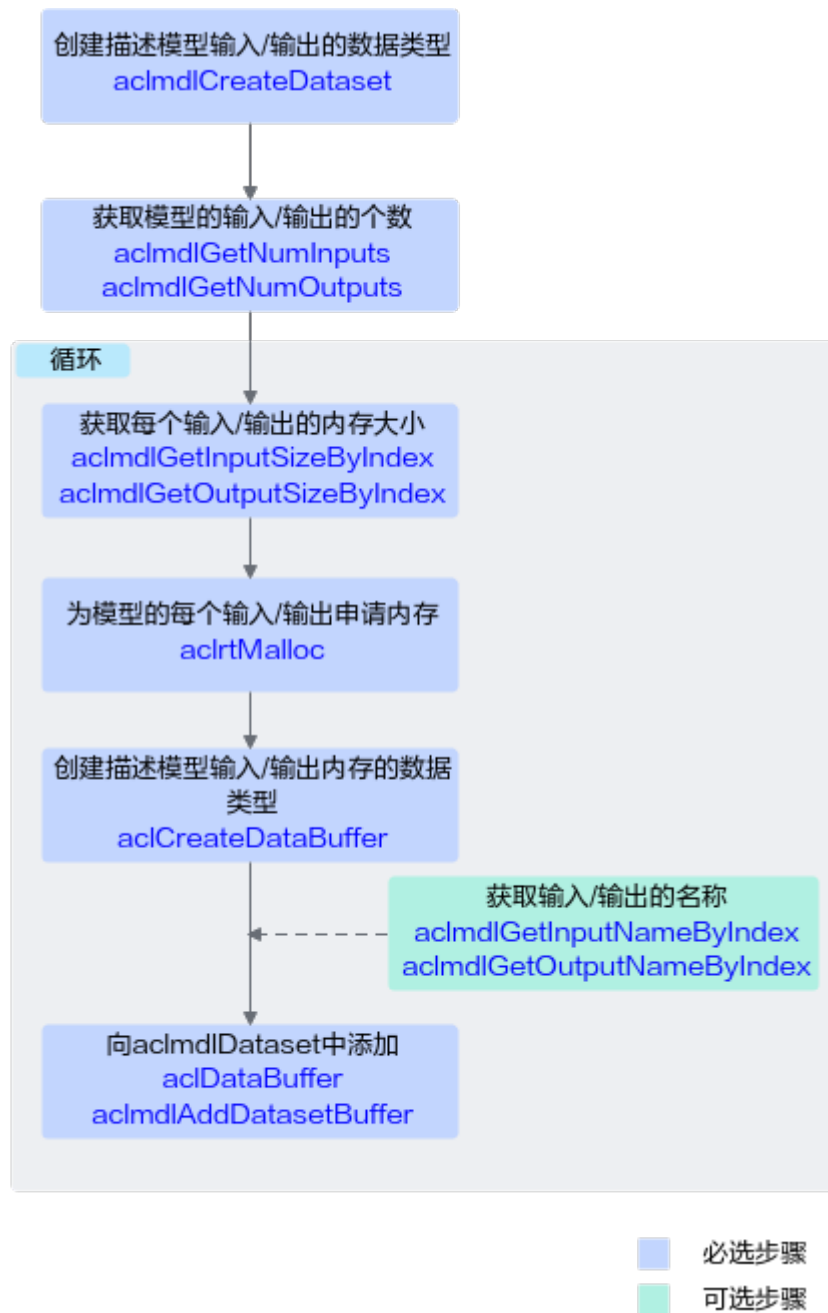 创建描述模型输入/输出的数据类型
aclmdlCreateDataset
获取模型的输入/输出的个数
aclmdlGetNumInputs
aclmdlGetNumOutputs
循环
获取每个输入/输出的内存大小
aclmdlGetInputSizeByIndex
aclmdlGetOutputSizeByIndex
为模型的每个输入/输出申请内存
aclrtMalloc
创建描述模型输入/输出内存的数据
类型
aclCreateDataBuffer
获取输入/输出的名称
aclmdlGetInputNameByIndex
aclmdlGetOutputNameByIndex
向aclmdlDataset中添加
aclDataBuffer
aclmdlAddDatasetBuffer
必选步骤
可选步骤